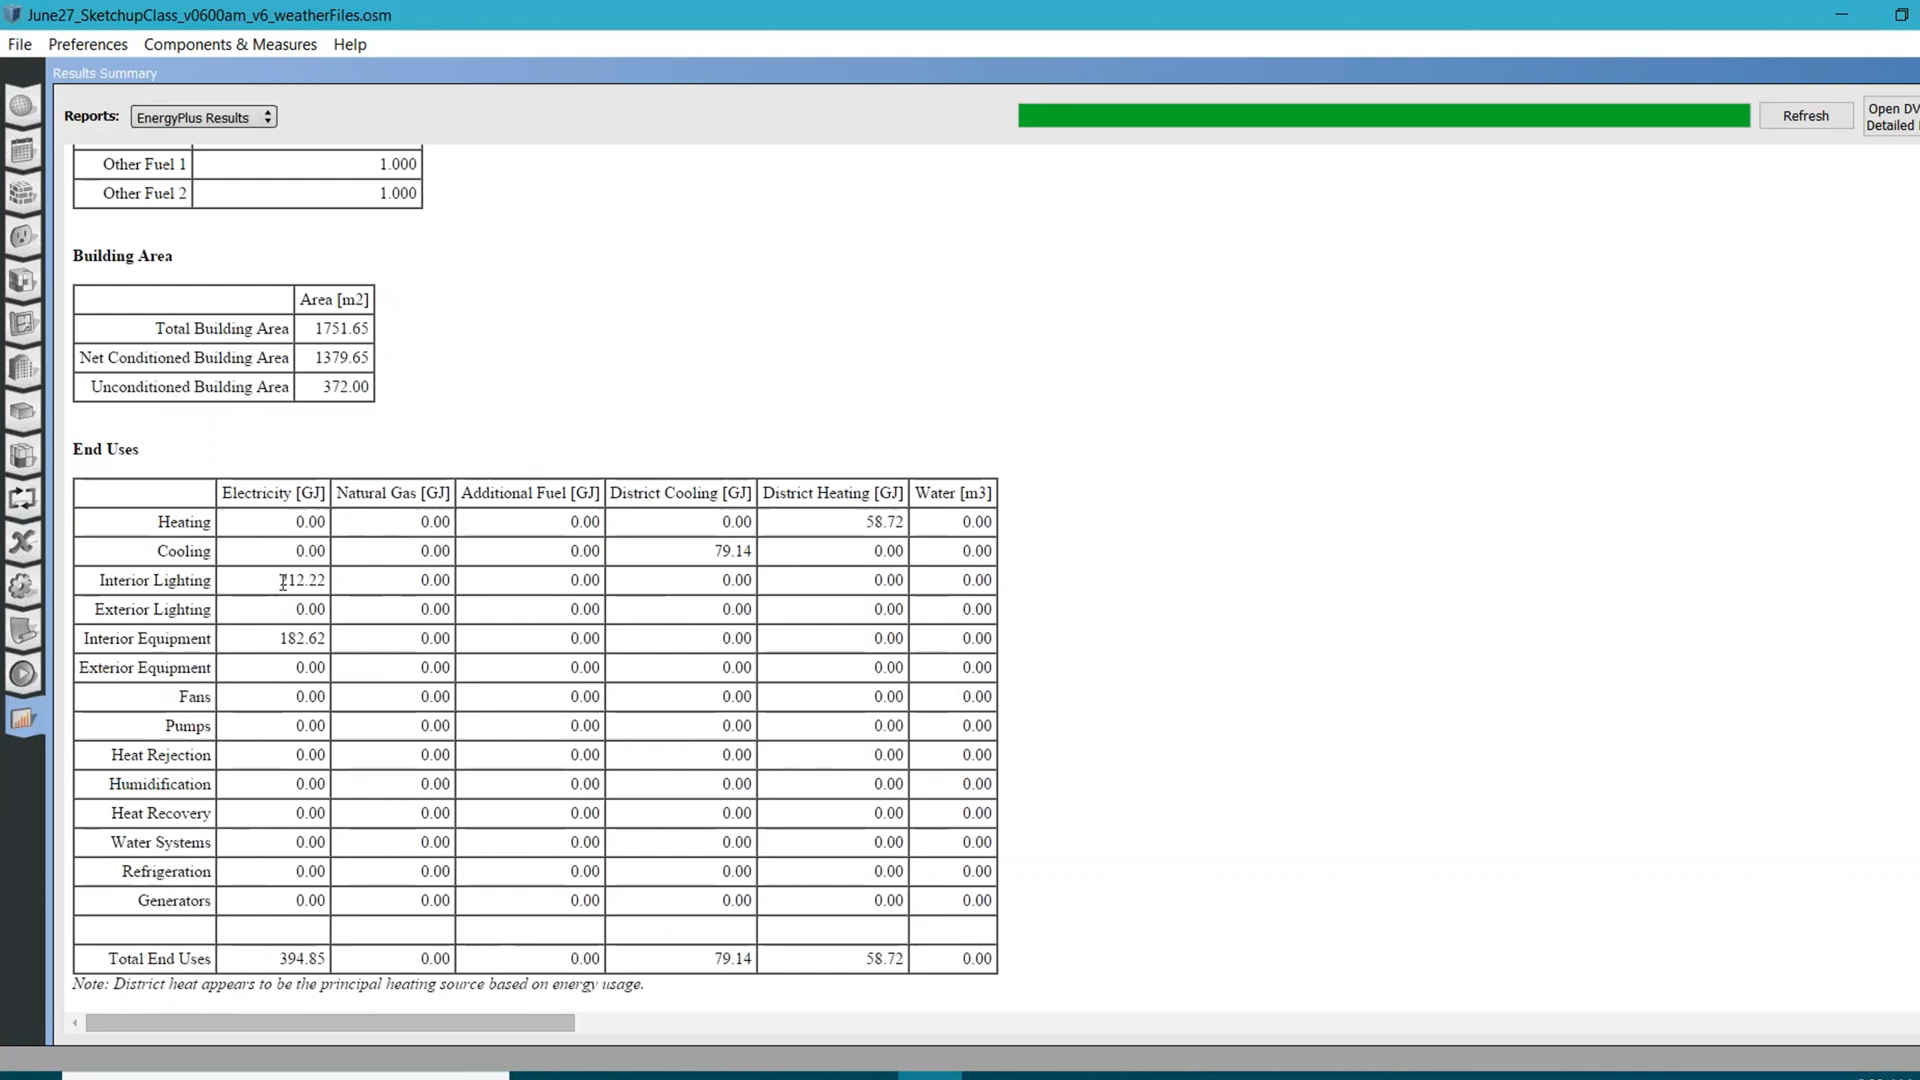 June27_SketchupClass_v0600am_v6_weatherFiles.osm
File Preferences Components & Measures Help
Results Summary
Reports: EnergyPlus Results Refresh Open DV
Detailed
Other Fuel 1 1.000
Other Fuel 2 1.000
Building Area
Area [m2]
Total Building Area 1751.65
Net Conditioned Building Area 1379.65
Unconditioned Building Area 372.00
End Uses
Electricity [GJ] Natural Gas [GJ] Additional Fuel [GJ] District Cooling [GJ] District Heating [GJ] Water [m3]
Heating 0.00 0.00 0.00 0.00 58.72 0.00
Cooling 0.00 0.00 0.00 79.14 0.00 0.00
Interior Lighting 212.22 0.00 0.00 0.00 0.00 0.00
Exterior Lighting 0.00 0.00 0.00 0.00 0.00 0.00
Interior Equipment 182.62 0.00 0.00 0.00 0.00 0.00
Exterior Equipment 0.00 0.00 0.00 0.00 0.00 0.00
Fans 0.00 0.00 0.00 0.00 0.00 0.00
Pumps 0.00 0.00 0.00 0.00 0.00 0.00
Heat Rejection 0.00 0.00 0.00 0.00 0.00 0.00
Humidification 0.00 0.00 0.00 0.00 0.00 0.00
Heat Recovery 0.00 0.00 0.00 0.00 0.00 0.00
Water Systems 0.00 0.00 0.00 0.00 0.00 0.00
Refrigeration 0.00 0.00 0.00 0.00 0.00 0.00
Generators 0.00 0.00 0.00 0.00 0.00 0.00
Total End Uses 394.85 0.00 0.00 79.14 58.72 0.00
Note: District heat appears to be the principal heating source based on energy usage.